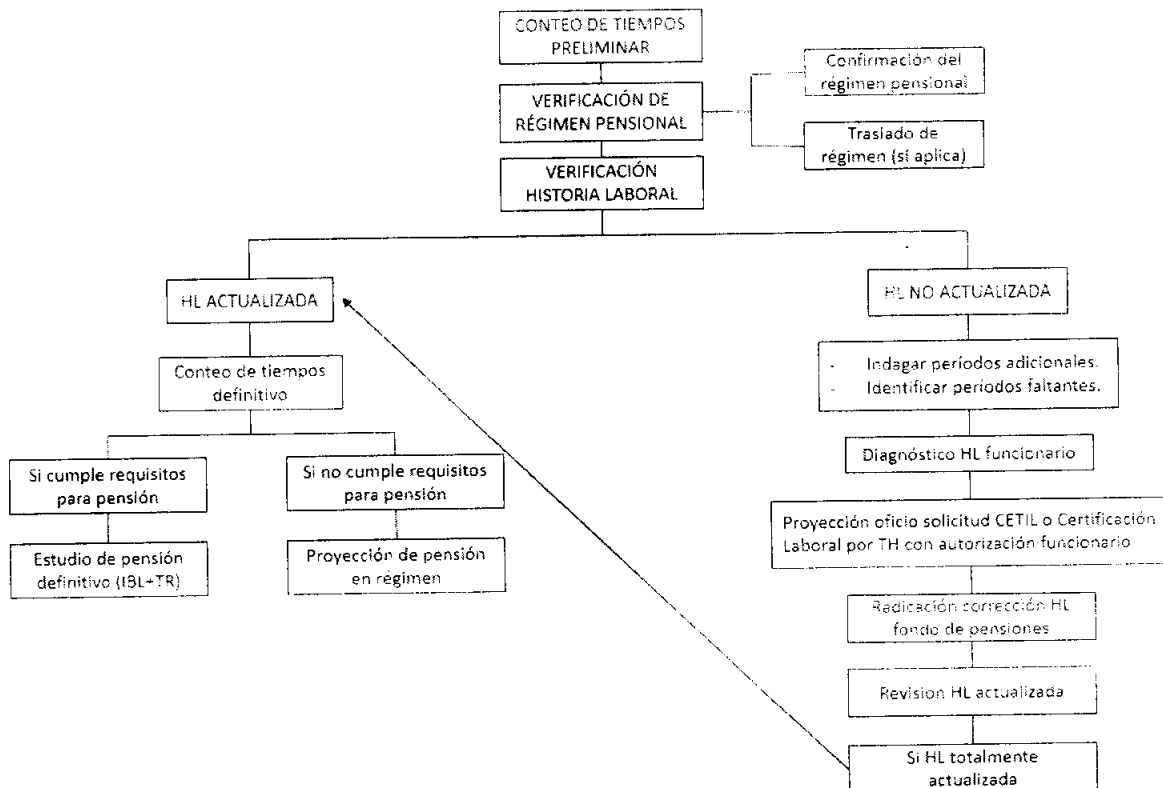 CONTEO DE TIEMPOS
PRELIMINAR
VERIFICACIÓN DE
RÉGIMEN PENSIONAL
Confirmación del
régimen pensional
Traslado de
régimen (si aplica)
VERIFICACIÓN
HISTORIA LABORAL
HL ACTUALIZADA
Conteo de tiempos
definitivo
Si cumple requisitos
para pensión
Estudio de pensión
definitivo (IBL+TR)
Si no cumple requisitos
para pensión
Proyección de pensión
en régimen
HL NO ACTUALIZADA
- Indagar períodos adicionales.
- Identificar períodos faltantes.
Diagnóstico HL funcionario
Proyección oficio solicitud CETIL o Certificación
Laboral por TH con autorización funcionario
Radicación corrección HL
fondo de pensiones
Revision HL actualizada
Si HL totalmente
actualizada